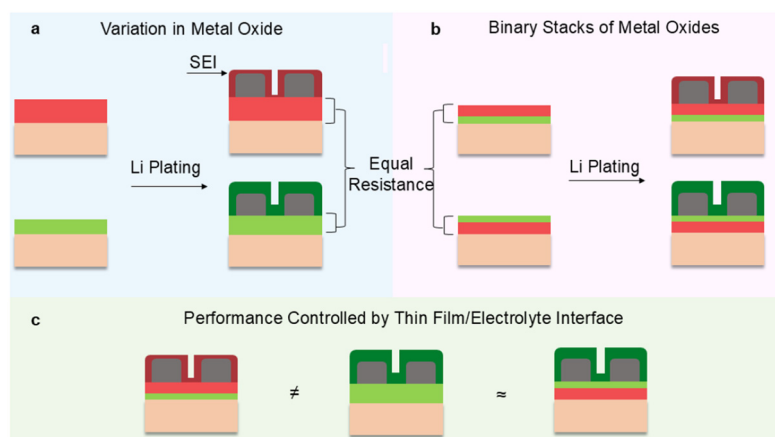 a
Variation in Metal Oxide
SEI
Li Plating
Equal
Resistance
b
Binary Stacks of Metal Oxides
Li Plating
c
Performance Controlled by Thin Film/Electrolyte Interface
≠
≈